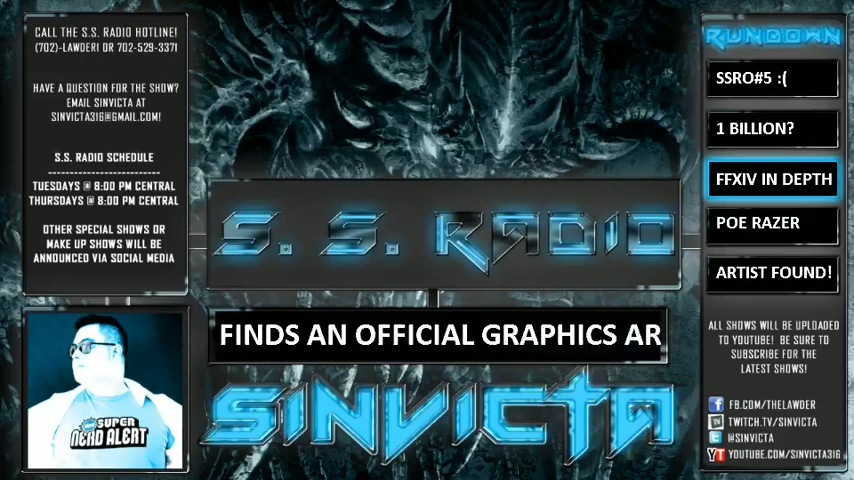 CALL THE S.S. RADIO HOTLINE!
(702)-LAWDERI OR 702-529-3371
HAVE A QUESTION FOR THE SHOW?
EMAIL SINVICTA AT
SINVICTA316@GMAIL.COM!
S.S. RADIO SCHEDULE
--------------------------
TUESDAYS @ 8:00 PM CENTRAL
THURSDAYS @ 8:00 PM CENTRAL
OTHER SPECIAL SHOWS OR
MAKE UP SHOWS WILL BE
ANNOUNCED VIA SOCIAL MEDIA
SUPER
NERD ALERT
S. S. RADIO
FINDS AN OFFICIAL GRAPHICS AR
SINVICTA
RUNDOWN
SSRO#5 :(
1 BILLION?
FFXIV IN DEPTH
POE RAZER
ARTIST FOUND!
ALL SHOWS WILL BE UPLOADED
TO YOUTUBE! BE SURE TO
SUBSCRIBE FOR THE
LATEST SHOWS!
FB.COM/THELAWDER
TWITCH.TV/SINVICTA
@SINVICTA
YOUTUBE.COM/SINVICTA316